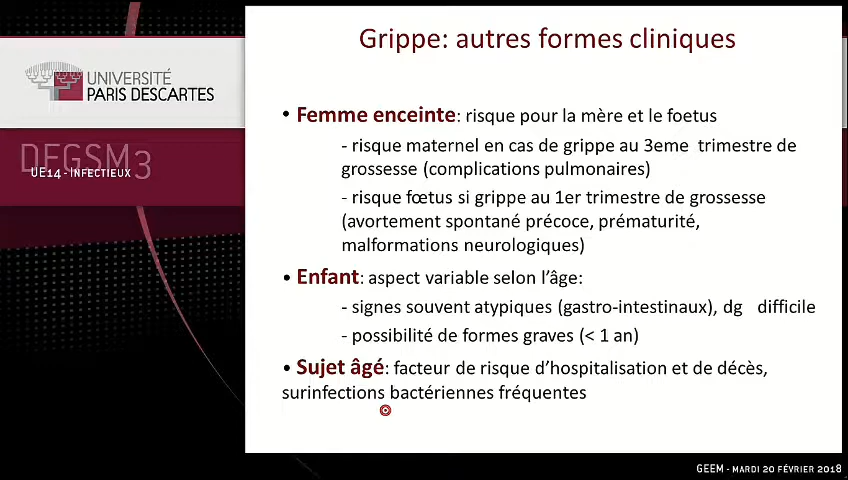 Grippe: autres formes cliniques
UNIVERSITÉ
PARIS DESCARTES
DFGSM3
UE14 - INFECTIEUX
• Femme enceinte: risque pour la mère et le foetus
- risque maternel en cas de grippe au 3eme trimestre de
grossesse (complications pulmonaires)
- risque fœtus si grippe au 1er trimestre de grossesse
(avortement spontané précoce, prématurité,
malformations neurologiques)
• Enfant: aspect variable selon l'âge:
- signes souvent atypiques (gastro-intestinaux), dg difficile
- possibilité de formes graves (< 1 an)
• Sujet âgé: facteur de risque d'hospitalisation et de décès,
surinfections bactériennes fréquentes
GEEM - MARDI 20 FÉVRIER 2018